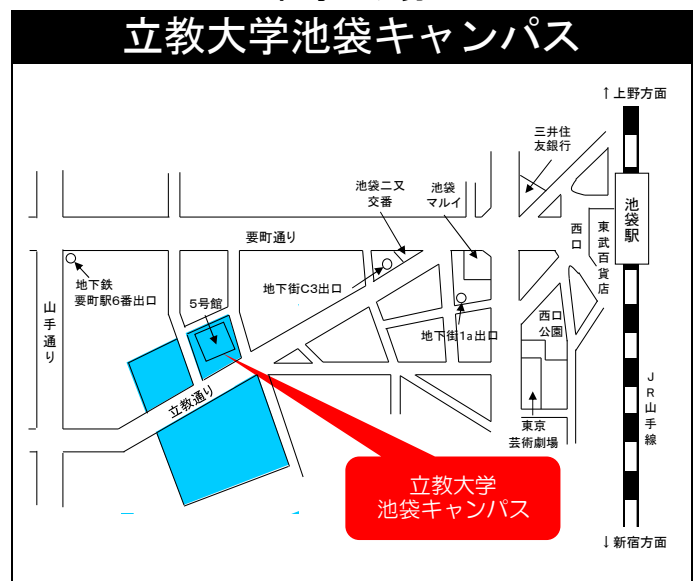 立教大学池袋キャンパス
↑上野方面
三井住
友銀行
池袋二又
交番
池袋
マルイ
池袋駅
西口
東武百貨店
要町通り
地下鉄
要町駅6番出口
地下街C3出口
5号館
山手通り
地下街1a出口
西口
公園
立教通り
JR山手線
東京
芸術劇場
立教大学
池袋キャンパス
↓新宿方面